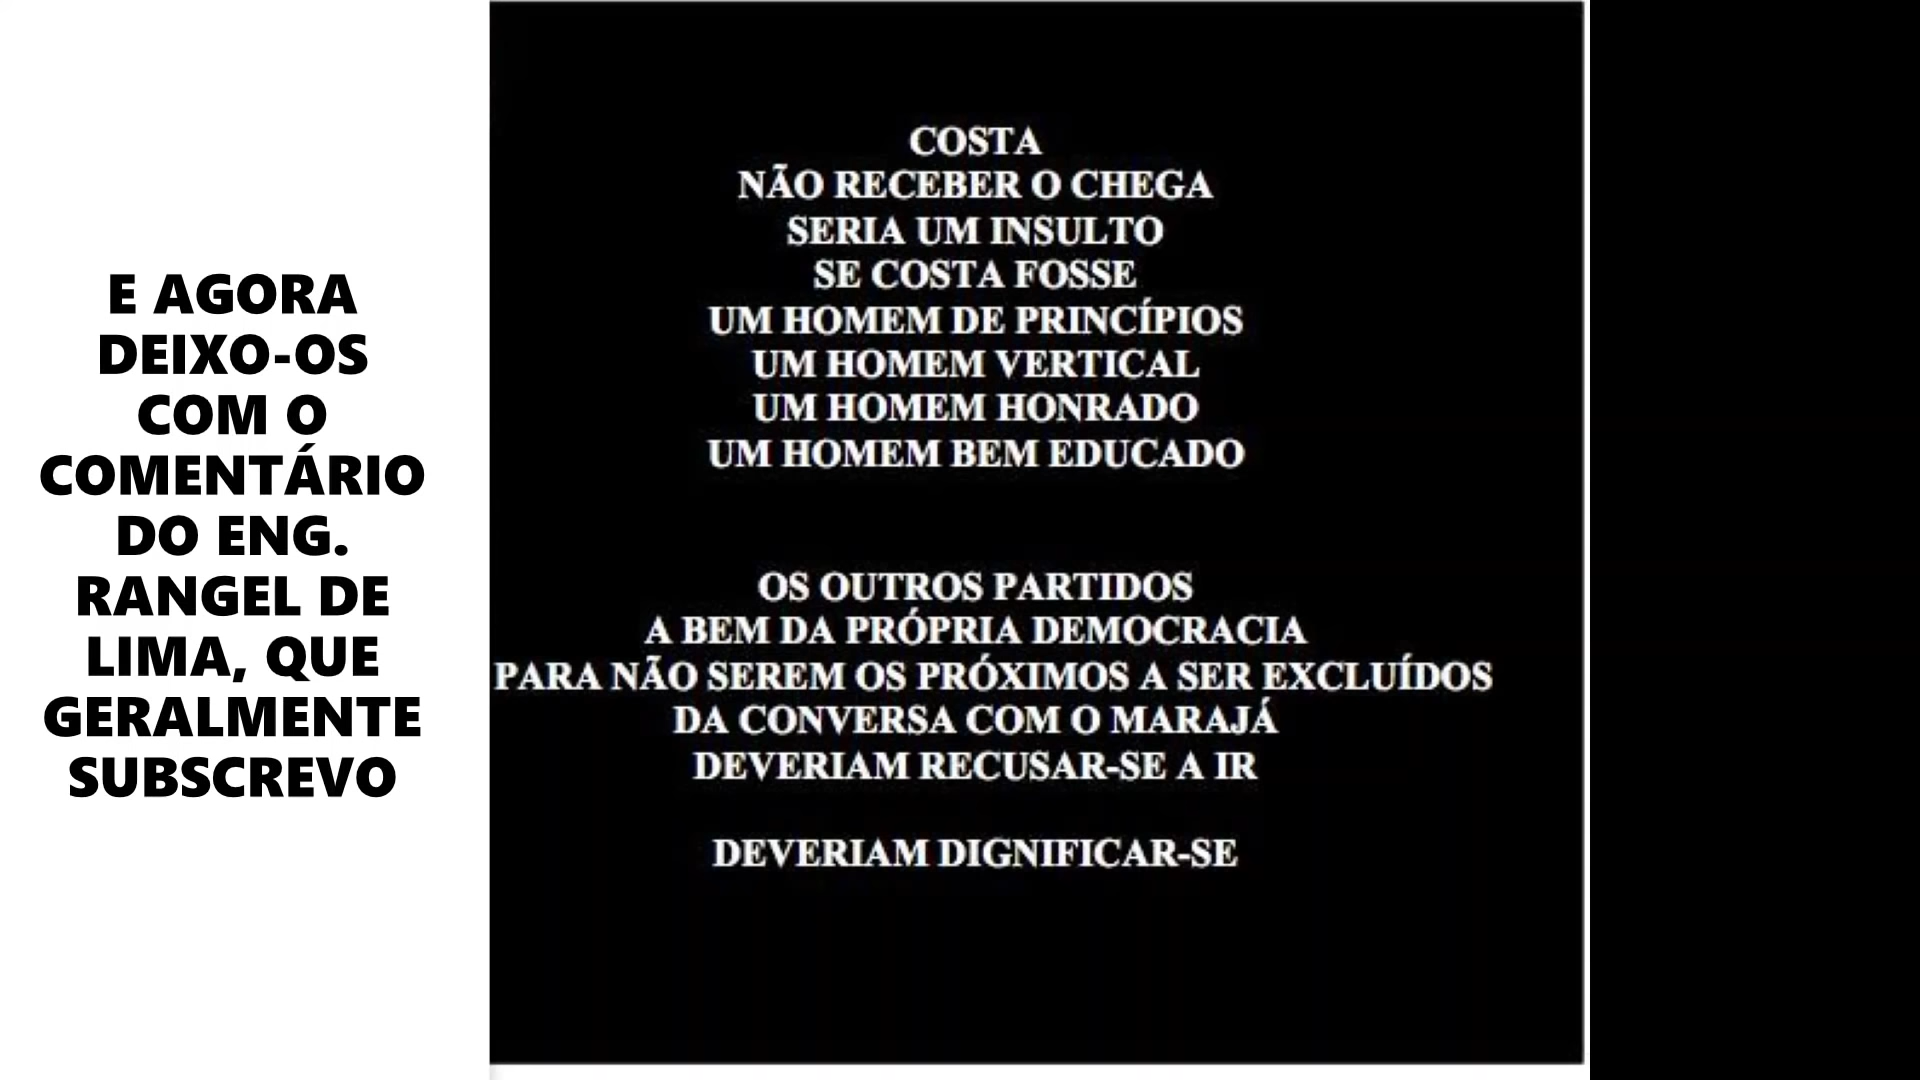 E AGORA
DEIXO-OS
COM O
COMENTÁRIO
DO ENG.
RANGEL DE
LIMA, QUE
GERALMENTE
SUBSCREVO
COSTA
NÃO RECEBER O CHEGA
SERIA UM INSULTO
SE COSTA FOSSE
UM HOMEM DE PRINCÍPIOS
UM HOMEM VERTICAL
UM HOMEM HONRADO
UM HOMEM BEM EDUCADO
OS OUTROS PARTIDOS
A BEM DA PRÓPRIA DEMOCRACIA
PARA NÃO SEREM OS PRÓXIMOS A SER EXCLUÍDOS
DA CONVERSA COM O MARAJÁ
DEVERIAM RECUSAR-SE A IR
DEVERIAM DIGNIFICAR-SE